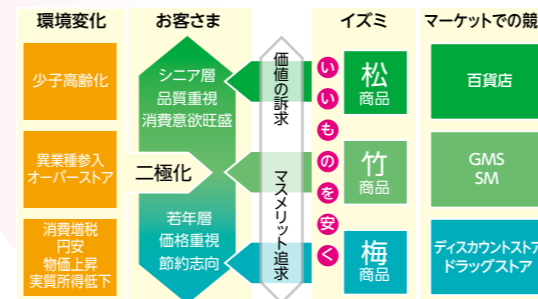 環境変化
少子高齢化
異業種参入
オーバーストア
消費増税
円安
物価上昇
実質所得低下
お客さま
シニア層
品質重視
消費意欲旺盛
二極化
若年層
価格重視
節約志向
価値の訴求
マスメリット追求
イズミ
いいものを安く
松
商品
竹
商品
梅
商品
マーケットでの競
百貨店
GMS
SM
ディスカウントスト
ドラッグストア